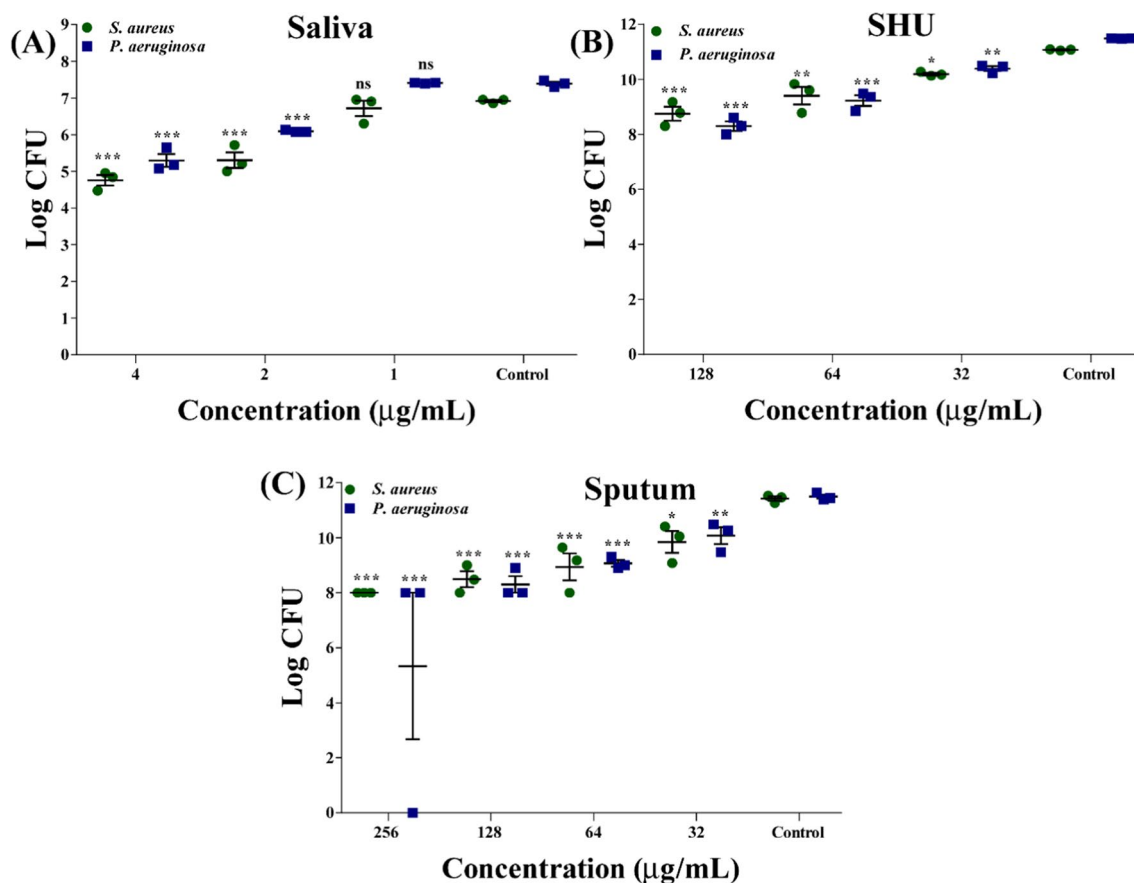 (A)
Saliva
S. aureus
P. aeruginosa
Log CFU
9
8
7
6
5
4
3
2
1
0
*** *** *** *** ns ns
4 2 1 Control
Concentration (μg/mL)
(B)
SHU
S. aureus
P. aeruginosa
Log CFU
12
10
8
6
4
2
0
*** *** ** *** * **
128 64 32 Control
Concentration (μg/mL)
(C)
Sputum
S. aureus
P. aeruginosa
Log CFU
12
10
8
6
4
2
0
*** *** *** *** *** *** * **
256 128 64 32 Control
Concentration (μg/mL)